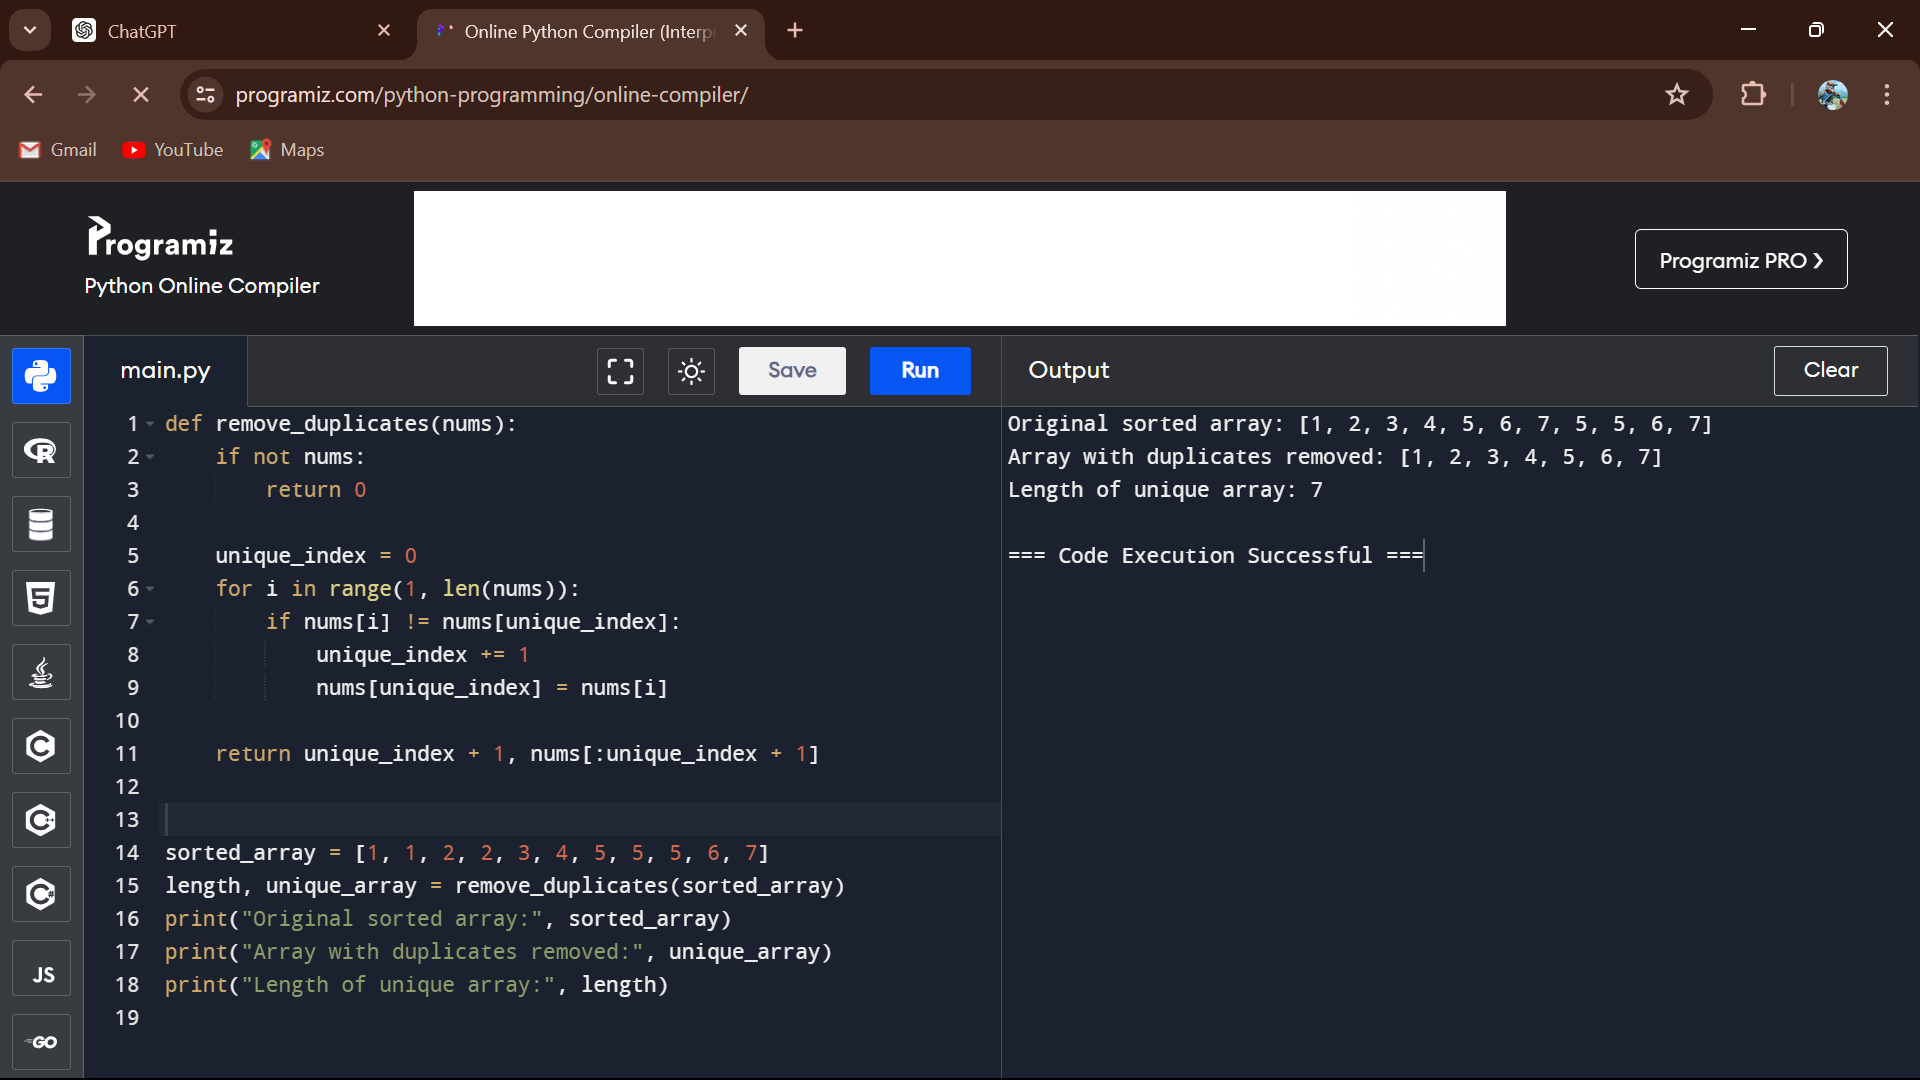 ChatGPT
Online Python Compiler (Interp
programiz.com/python-programming/online-compiler/
Gmail
YouTube
Maps
Programiz
Python Online Compiler
Programiz PRO ❯
main.py
Save
Run
Output
Clear
1 def remove_duplicates(nums):
2     if not nums:
3         return 0
4
5     unique_index = 0
6     for i in range(1, len(nums)):
7         if nums[i] != nums[unique_index]:
8             unique_index += 1
9             nums[unique_index] = nums[i]
10
11     return unique_index + 1, nums[:unique_index + 1]
12
13
14 sorted_array = [1, 1, 2, 2, 3, 4, 5, 5, 5, 6, 7]
15 length, unique_array = remove_duplicates(sorted_array)
16 print("Original sorted array:", sorted_array)
17 print("Array with duplicates removed:", unique_array)
18 print("Length of unique array:", length)
19
Original sorted array: [1, 2, 3, 4, 5, 6, 7, 5, 5, 6, 7]
Array with duplicates removed: [1, 2, 3, 4, 5, 6, 7]
Length of unique array: 7
=== Code Execution Successful ===
R
5
C
C++
C#
JS
GO